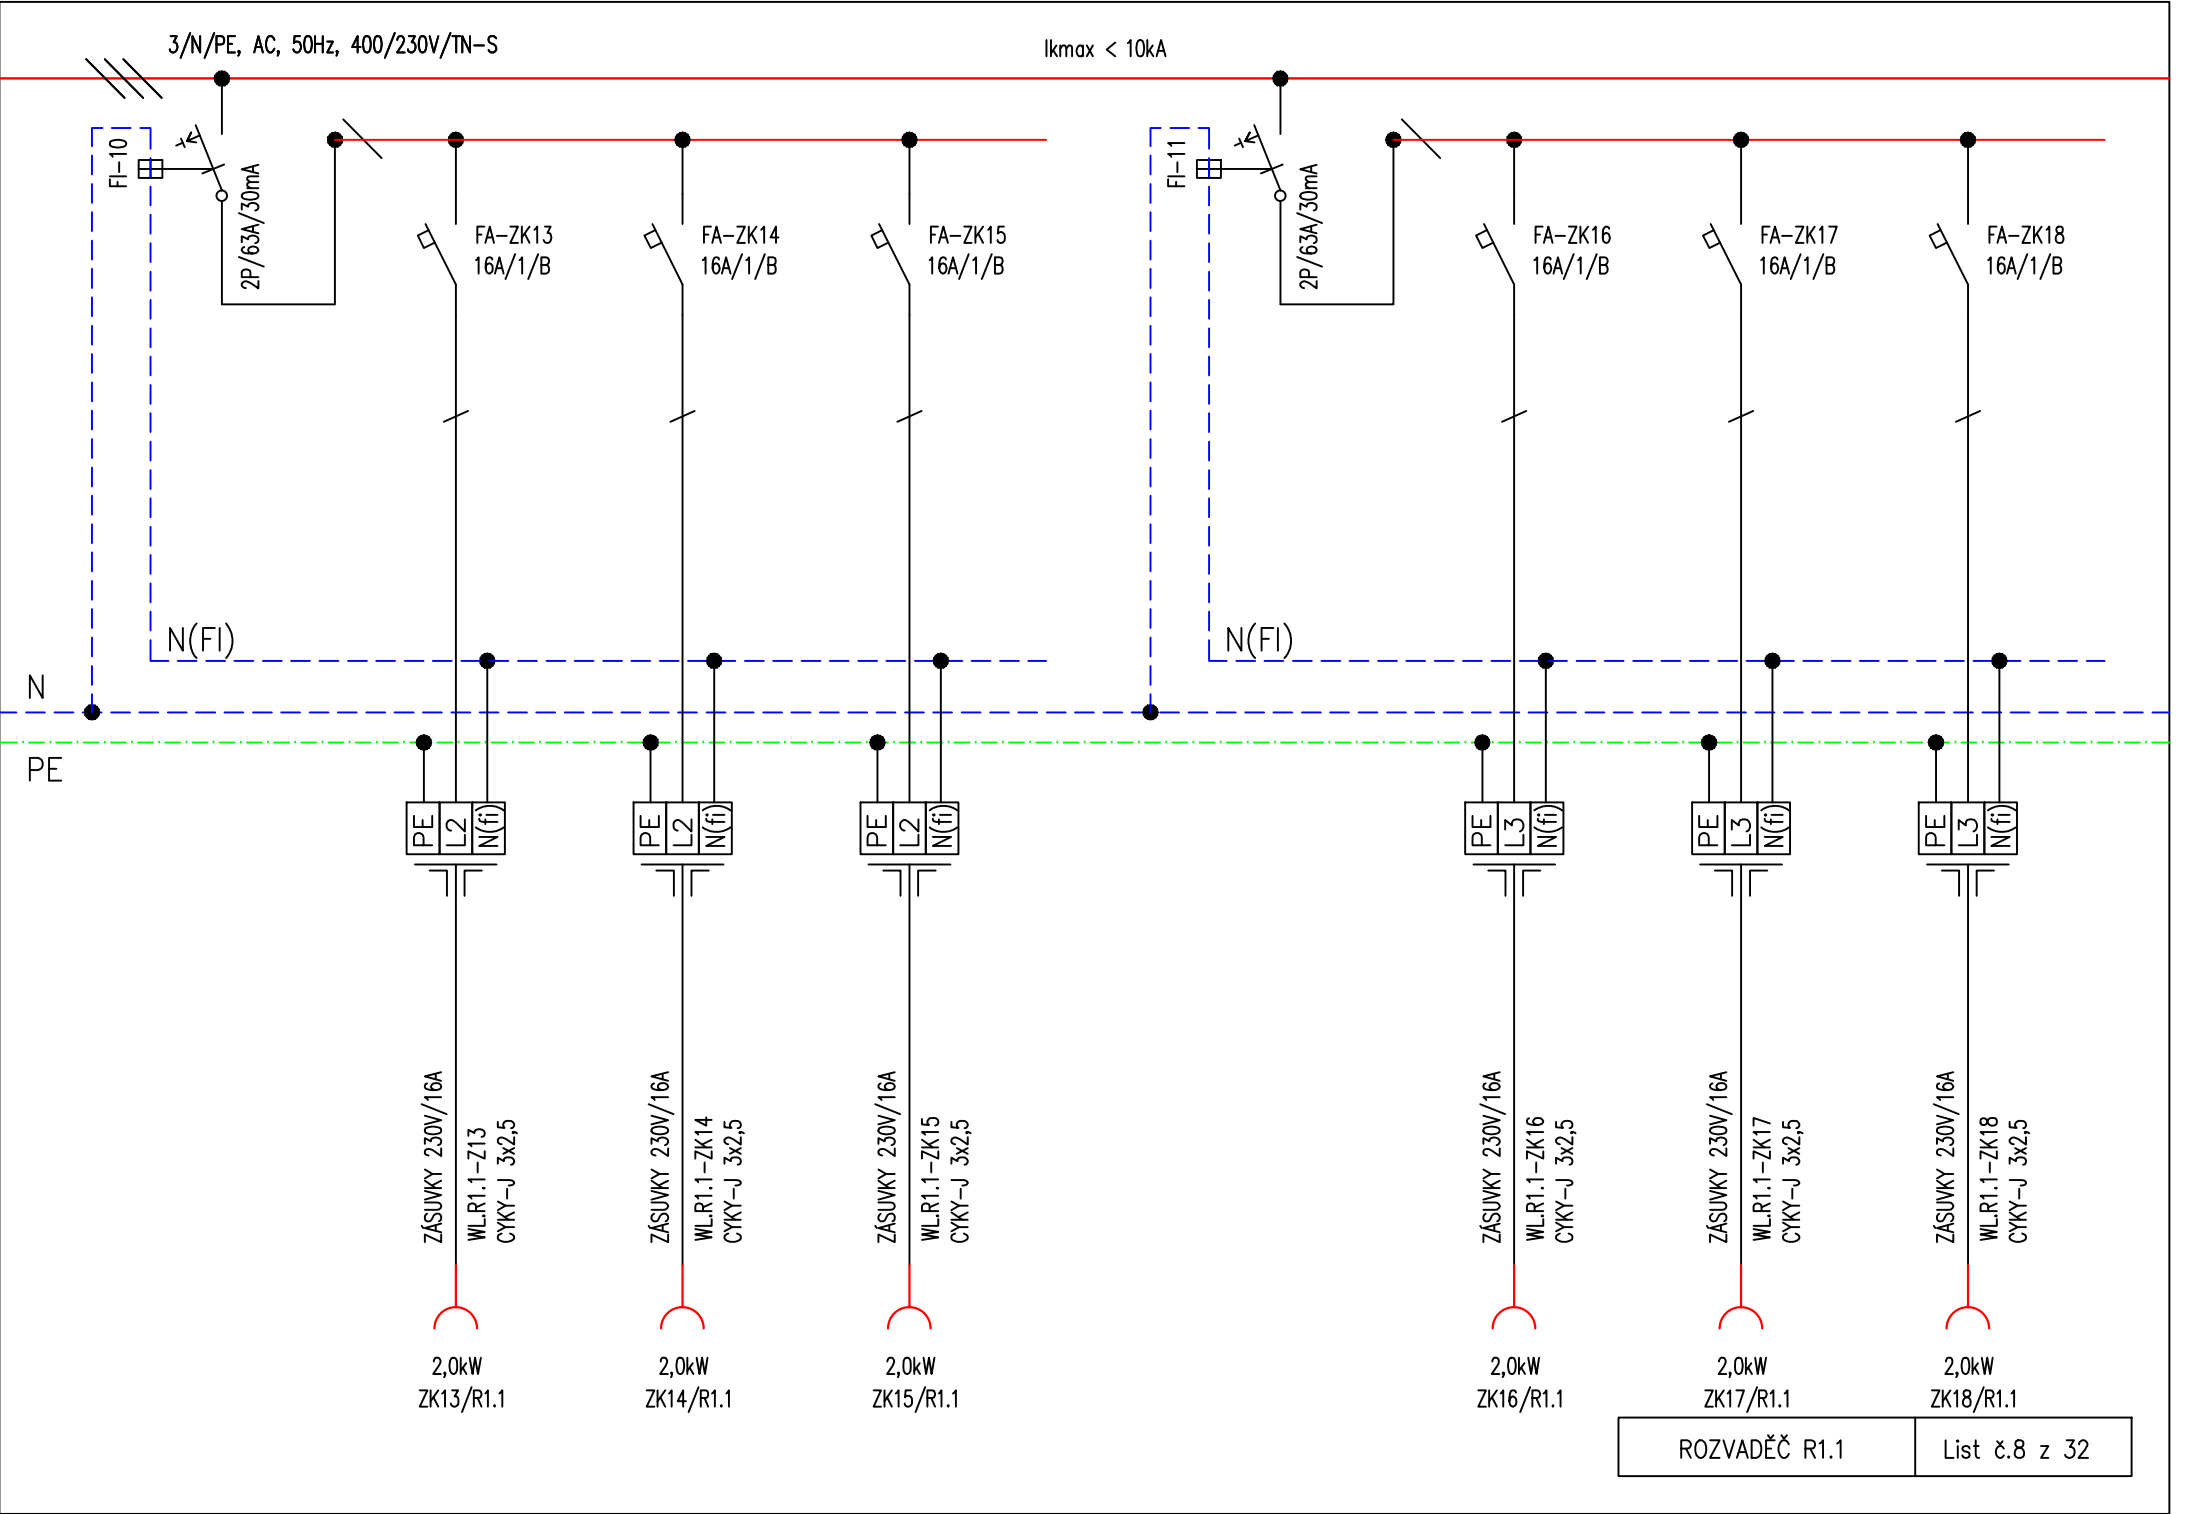 3/N/PE, AC, 50Hz, 400/230V/TN-S
Ikmax < 10kA
FI-10
2P/63A/30mA
FA-ZK13
16A/1/B
FA-ZK14
16A/1/B
FA-ZK15
16A/1/B
FI-11
2P/63A/30mA
FA-ZK16
16A/1/B
FA-ZK17
16A/1/B
FA-ZK18
16A/1/B
N(FI)
N(FI)
N
PE
PE L2 N(fi)
PE L2 N(fi)
PE L2 N(fi)
PE L3 N(fi)
PE L3 N(fi)
PE L3 N(fi)
ZÁSUVKY 230V/16A
WL.R1.1-Z13
CYKY-J 3x2,5
ZÁSUVKY 230V/16A
WL.R1.1-ZK14
CYKY-J 3x2,5
ZÁSUVKY 230V/16A
WL.R1.1-ZK15
CYKY-J 3x2,5
ZÁSUVKY 230V/16A
WL.R1.1-ZK16
CYKY-J 3x2,5
ZÁSUVKY 230V/16A
WL.R1.1-ZK17
CYKY-J 3x2,5
ZÁSUVKY 230V/16A
WL.R1.1-ZK18
CYKY-J 3x2,5
2,0kW
ZK13/R1.1
2,0kW
ZK14/R1.1
2,0kW
ZK15/R1.1
2,0kW
ZK16/R1.1
2,0kW
ZK17/R1.1
2,0kW
ZK18/R1.1
ROZVADĚČ R1.1
List č.8 z 32